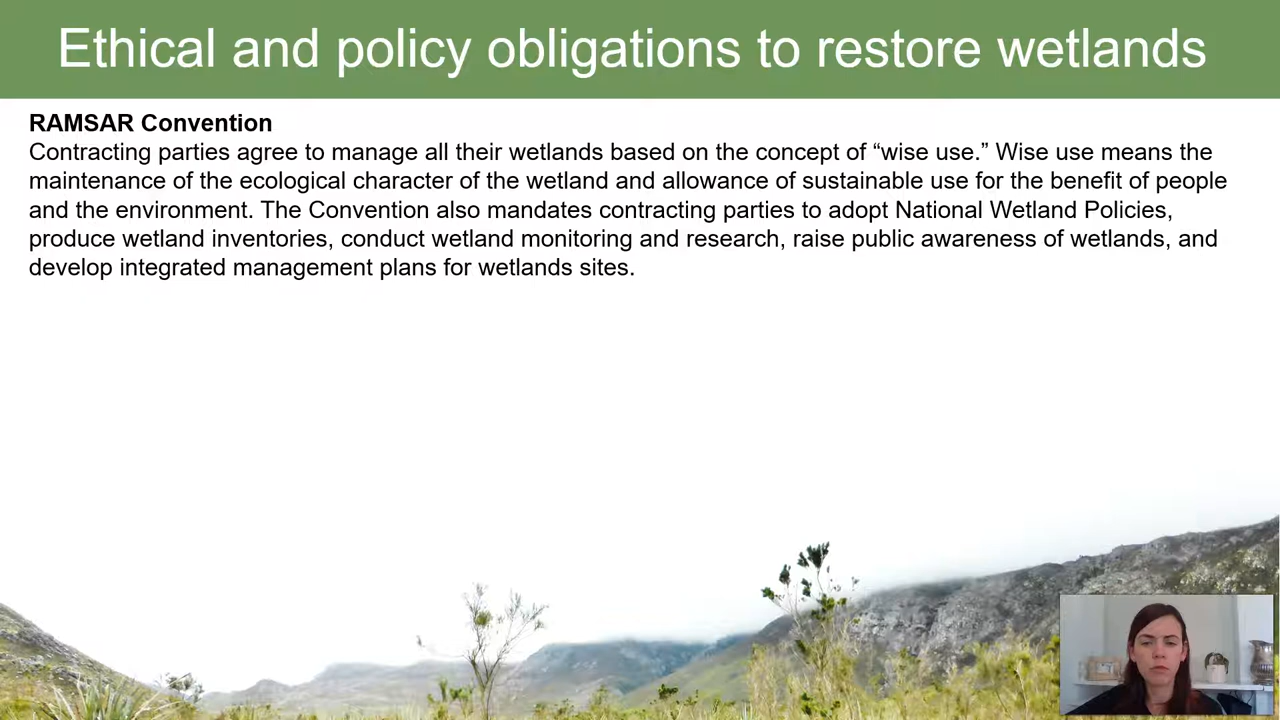 Ethical and policy obligations to restore wetlands
RAMSAR Convention
Contracting parties agree to manage all their wetlands based on the concept of “wise use.” Wise use means the
maintenance of the ecological character of the wetland and allowance of sustainable use for the benefit of people
and the environment. The Convention also mandates contracting parties to adopt National Wetland Policies,
produce wetland inventories, conduct wetland monitoring and research, raise public awareness of wetlands, and
develop integrated management plans for wetlands sites.